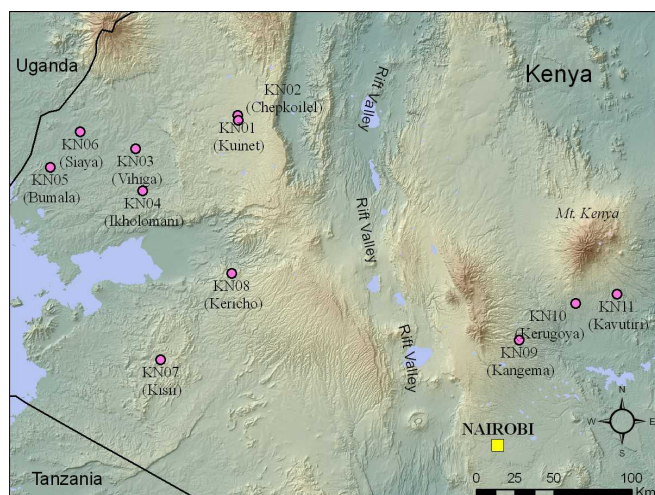 Uganda
Kenya
Rift Valley
KN02
(Chepkoilel)
KN01
(Kuinet)
KN06
(Siaya)
KN03
(Vihiga)
KN05
(Bumala)
KN04
(Ikholomani)
Mt. Kenya
Rift Valley
KN08
(Kericho)
KN10
(Kerugoya)
KN11
(Kavutiri)
KN09
(Kangema)
Rift Valley
KN07
(Kisii)
N
W
E
S
NAIROBI
Tanzania
0
25
50
100
Km